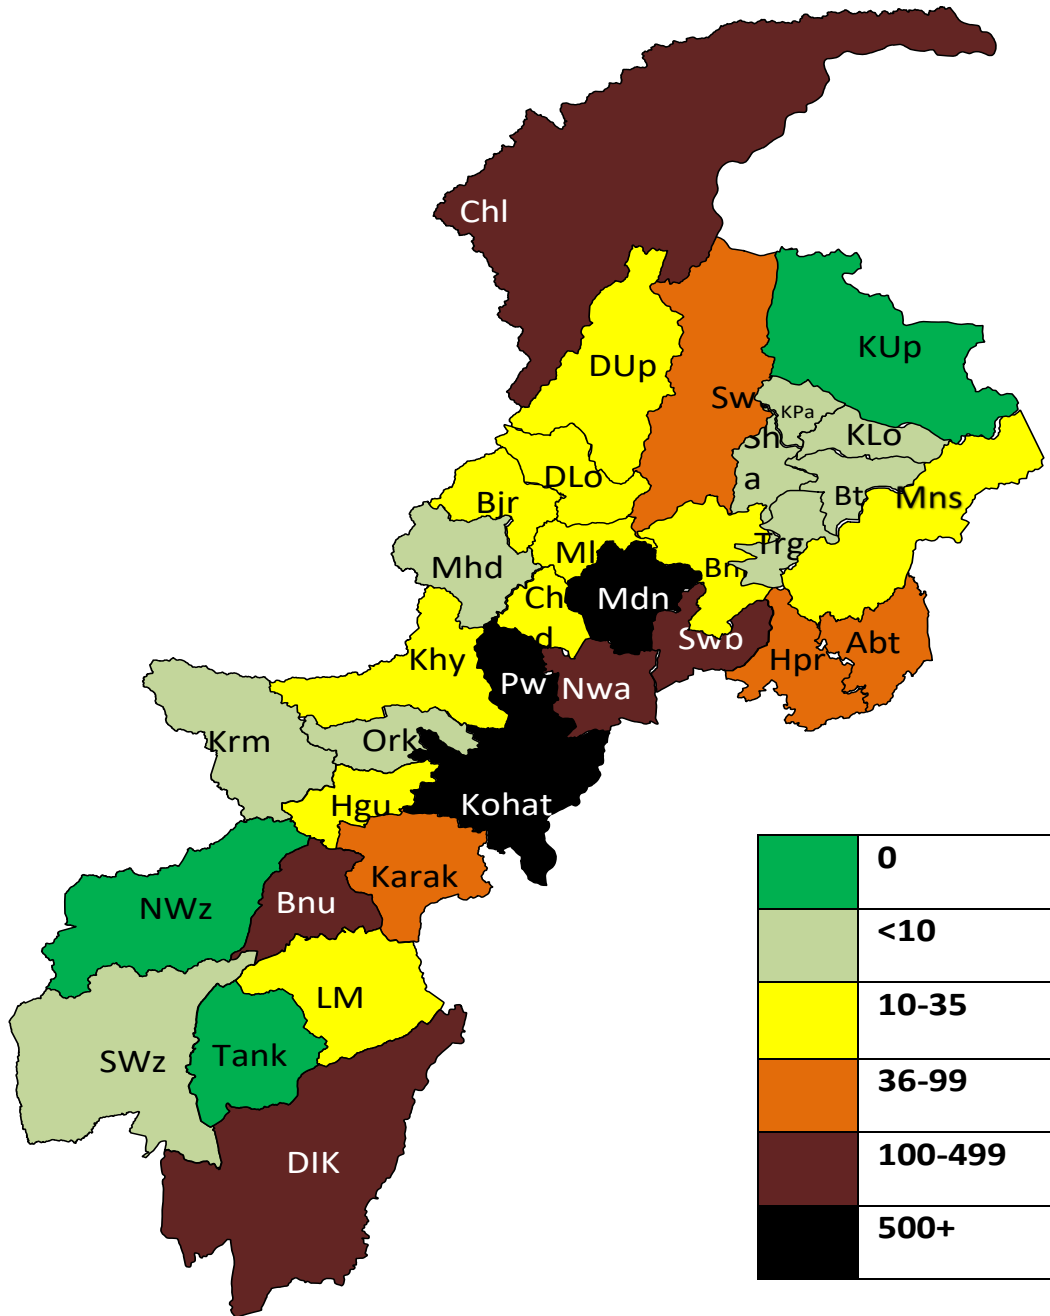 Chl
KUp
DUp
Sw
KPa
Sh
a
KLo
DLo
Bt
Mns
Bjr
Mhd
Ml
Trg
Bn
Ch
d
Mdn
Swb
Abt
Hpr
Khy
Pw
Nwa
Krm
Ork
Hgu
Kohat
Karak
NWz
Bnu
LM
SWz
Tank
DIK
0
<10
10-35
36-99
100-499
500+